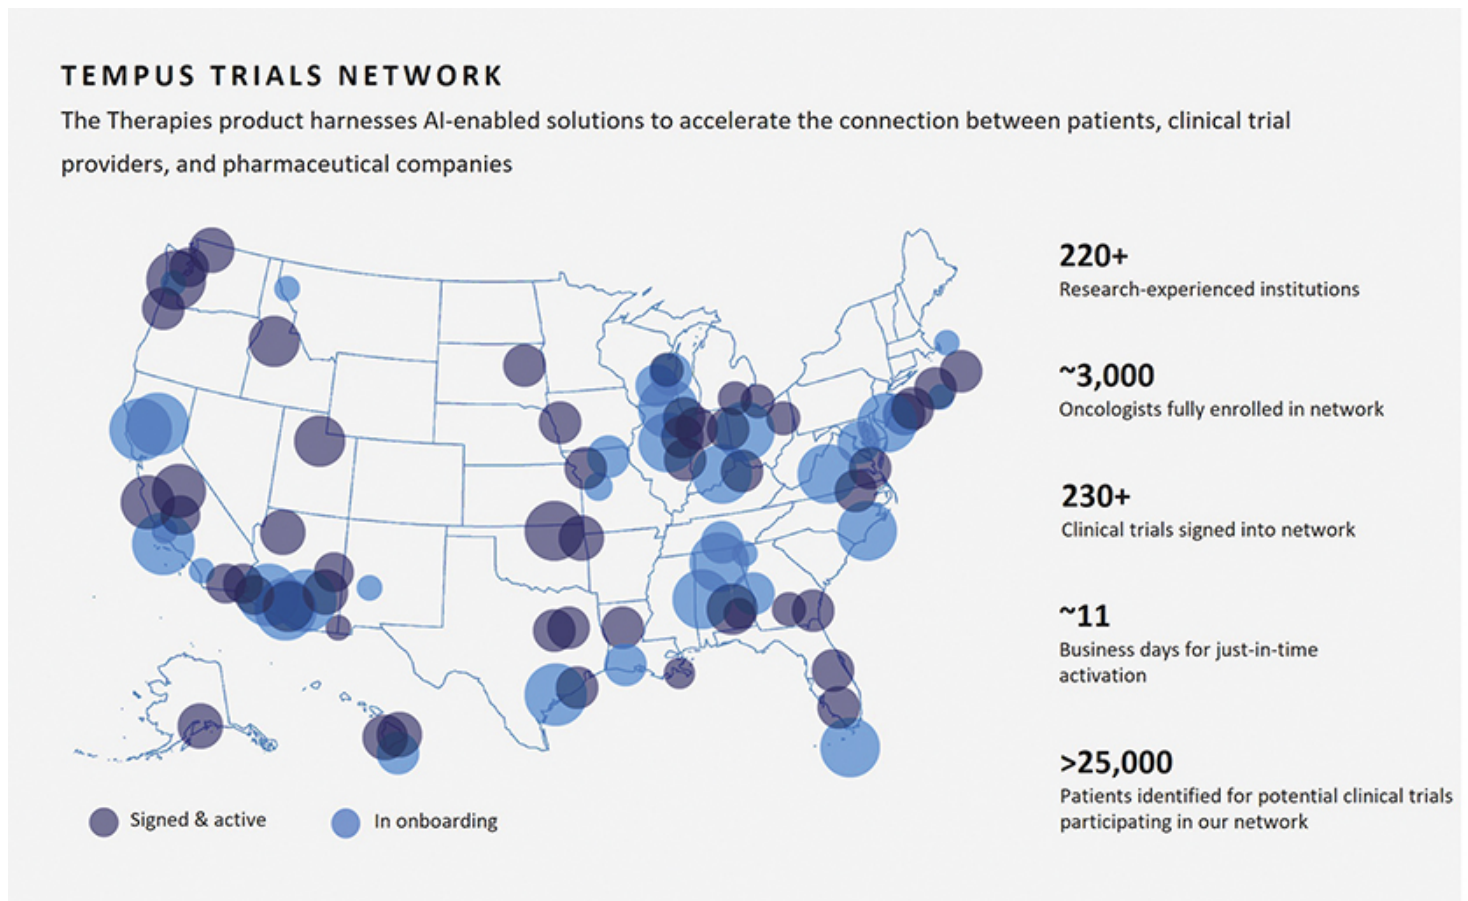 TEMPUS TRIALS NETWORK
The Therapies product harnesses AI-enabled solutions to accelerate the connection between patients, clinical trial
providers, and pharmaceutical companies
220+
Research-experienced institutions
~3,000
Oncologists fully enrolled in network
230+
Clinical trials signed into network
~11
Business days for just-in-time
activation
>25,000
Patients identified for potential clinical trials
participating in our network
Signed & active
In onboarding